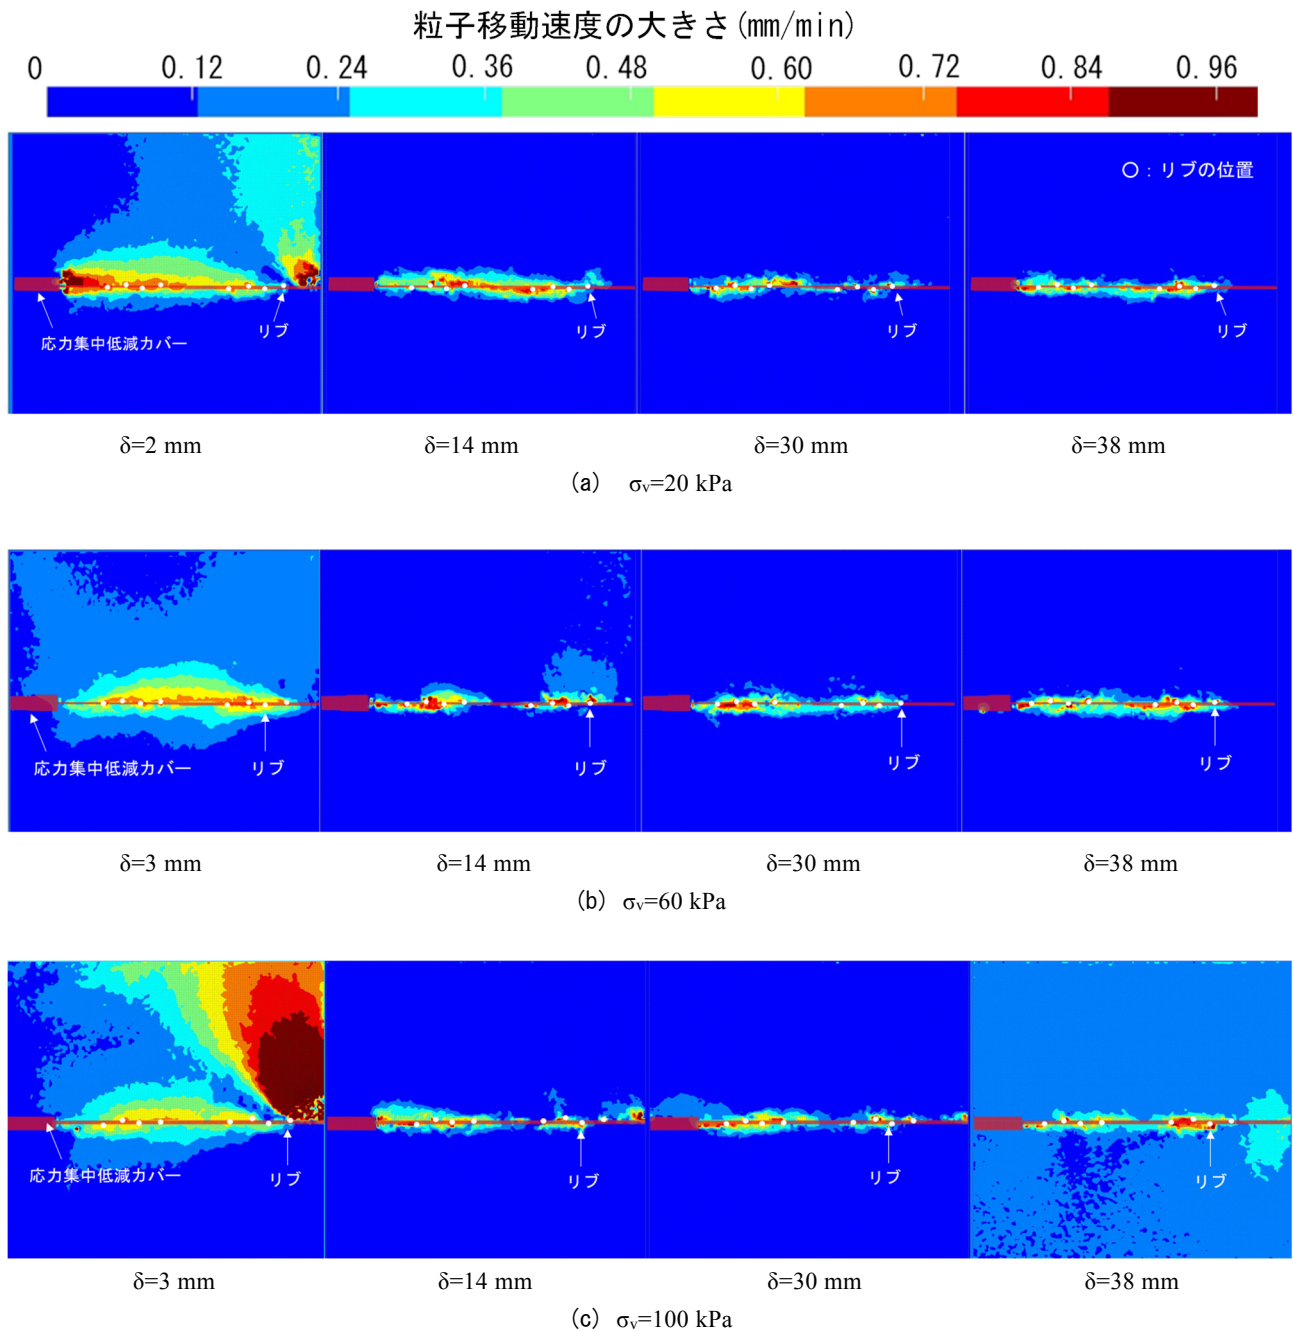 粒子移動速度の大きさ(mm/min)
0 0.12 0.24 0.36 0.48 0.60 0.72 0.84 0.96
○：リブの位置
応力集中低減カバー リブ リブ リブ リブ
δ=2 mm δ=14 mm δ=30 mm δ=38 mm
(a) σv=20 kPa
応力集中低減カバー リブ リブ リブ リブ
δ=3 mm δ=14 mm δ=30 mm δ=38 mm
(b) σv=60 kPa
応力集中低減カバー リブ リブ リブ リブ
δ=3 mm δ=14 mm δ=30 mm δ=38 mm
(c) σv=100 kPa